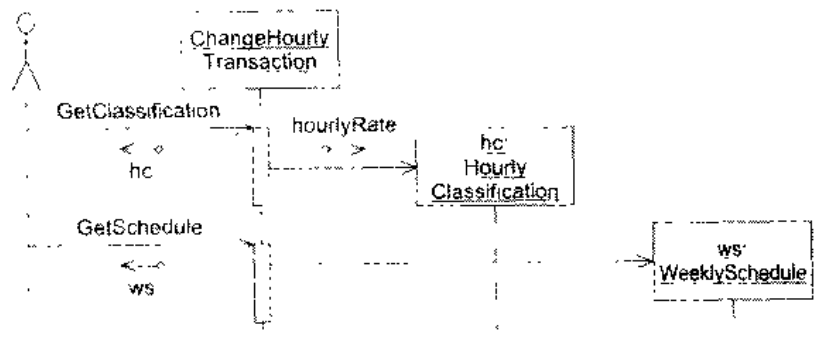 ChangeHourly
Transaction
GetClassification
hourlyRate
hc
hc:
Hourly
Classification
GetSchedule
ws
ws:
WeeklySchedule